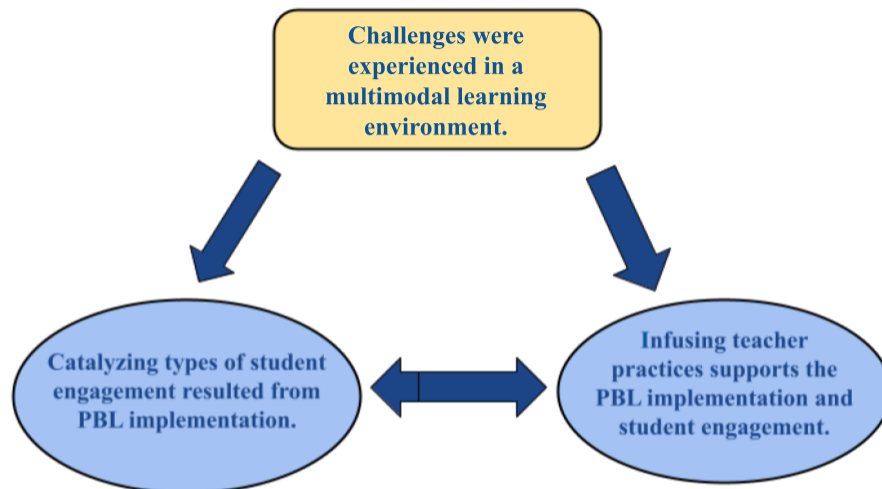 Challenges were
experienced in a
multimodal learning
environment.
Catalyzing types of student
engagement resulted from
PBL implementation.
Infusing teacher
practices supports the
PBL implementation and
student engagement.